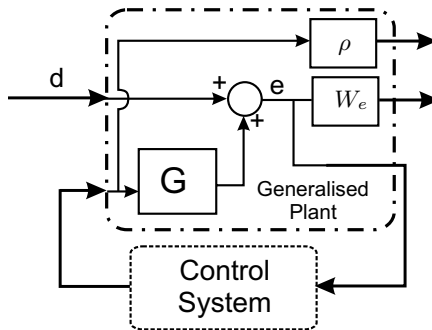 ρ
d
+
e
W_e
+
G
Generalised
Plant
Control
System